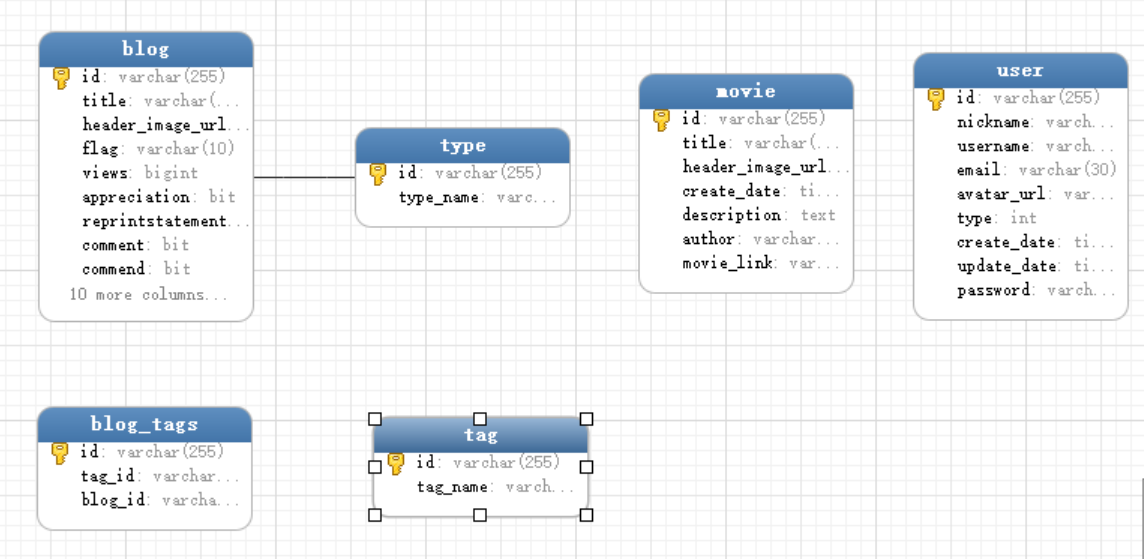 blog
id: varchar(255)
title: varchar(...
header_image_url...
flag: varchar(10)
views: bigint
appreciation: bit
reprintstatement...
comment: bit
commend: bit
10 more columns...
type
id: varchar(255)
type_name: varc...
movie
id: varchar(255)
title: varchar(...
header_image_url...
create_date: ti...
description: text
author: varchar...
movie_link: var...
user
id: varchar(255)
nickname: varch...
username: varch...
email: varchar(30)
avatar_url: var...
type: int
create_date: ti...
update_date: ti...
password: varch...
blog_tags
id: varchar(255)
tag_id: varchar...
blog_id: varcha...
tag
id: varchar(255)
tag_name: varch...